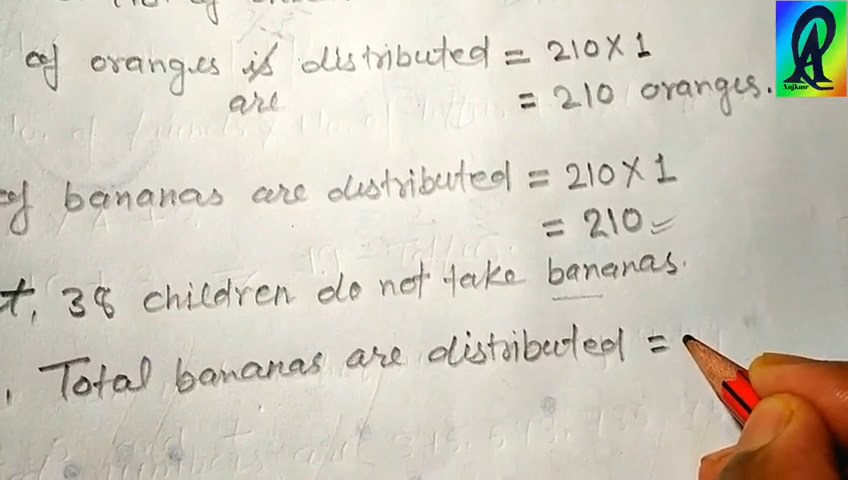 of oranges is distributed = 210 × 1
are = 210 oranges.
of bananas are distributed = 210 × 1
= 210
t, 38 children do not take bananas.
, Total bananas are distributed =
Anjkmr